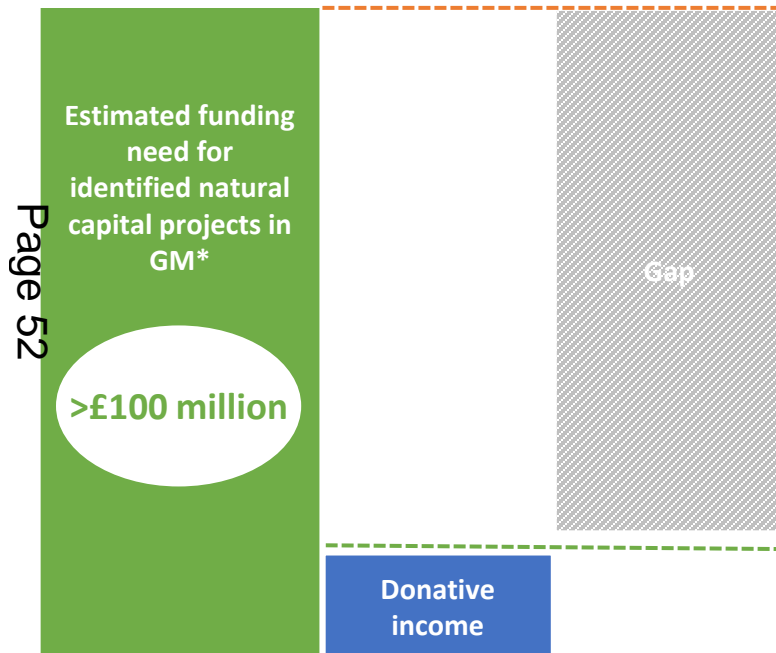 Estimated funding
need for
identified natural
capital projects in
GM*
>£100 million
Page 52
Gap
Donative
income